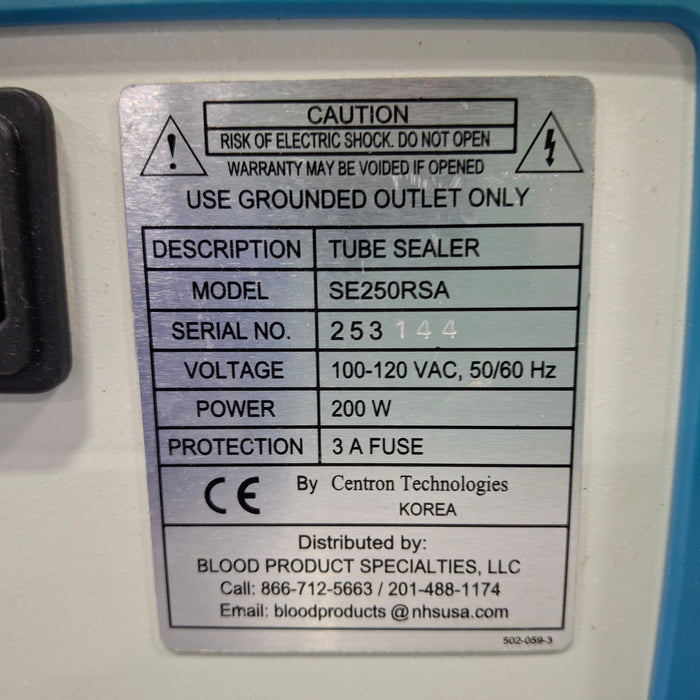 CAUTION
RISK OF ELECTRIC SHOCK. DO NOT OPEN
WARRANTY MAY BE VOIDED IF OPENED
USE GROUNDED OUTLET ONLY
DESCRIPTION TUBE SEALER
MODEL SE250RSA
SERIAL NO. 253144
VOLTAGE 100-120 VAC, 50/60 Hz
POWER 200 W
PROTECTION 3 A FUSE
CE By Centron Technologies
KOREA
Distributed by:
BLOOD PRODUCT SPECIALTIES, LLC
Call: 866-712-5663 / 201-488-1174
Email: bloodproducts @nhsusa.com
502-059-3